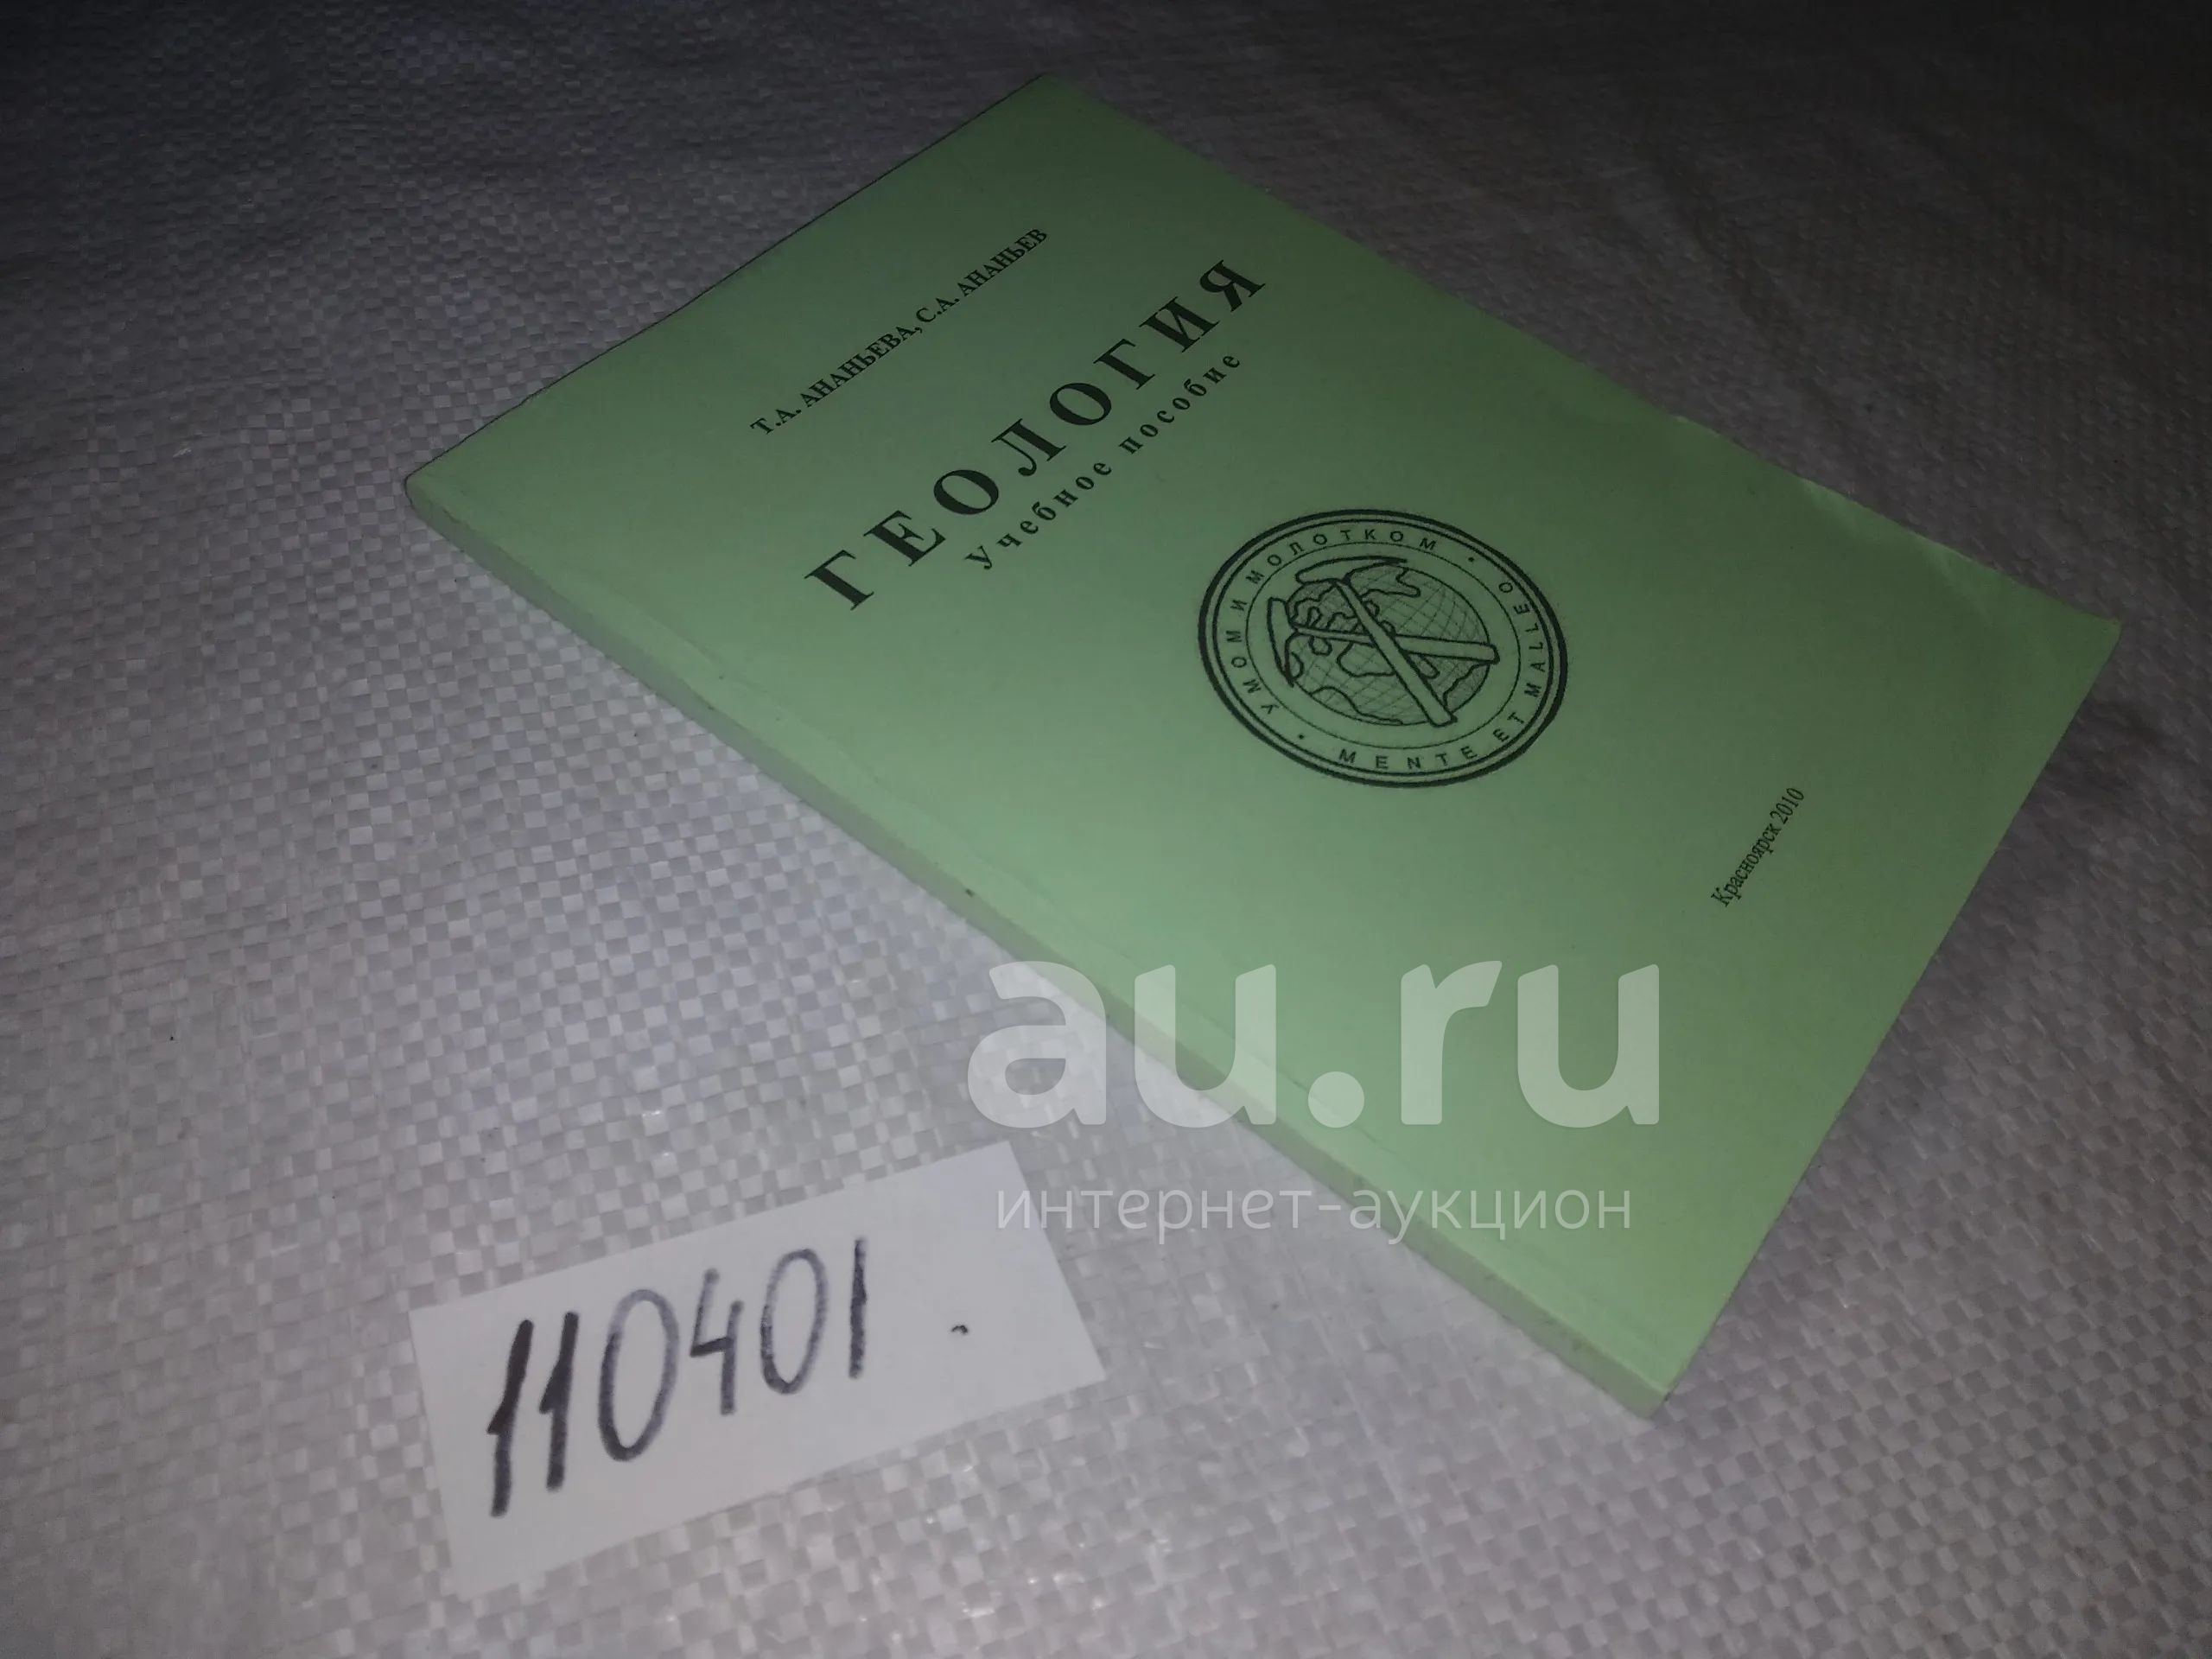 Т.А. АНАНЬЕВА, С.А. АНАНЬЕВ
ГЕОЛОГИЯ
Учебное пособие
УМОМ И МОЛОТКОМ • MENTE ET MALLEO •
Красноярск 2010
au.ru
интернет-аукцион
110401.